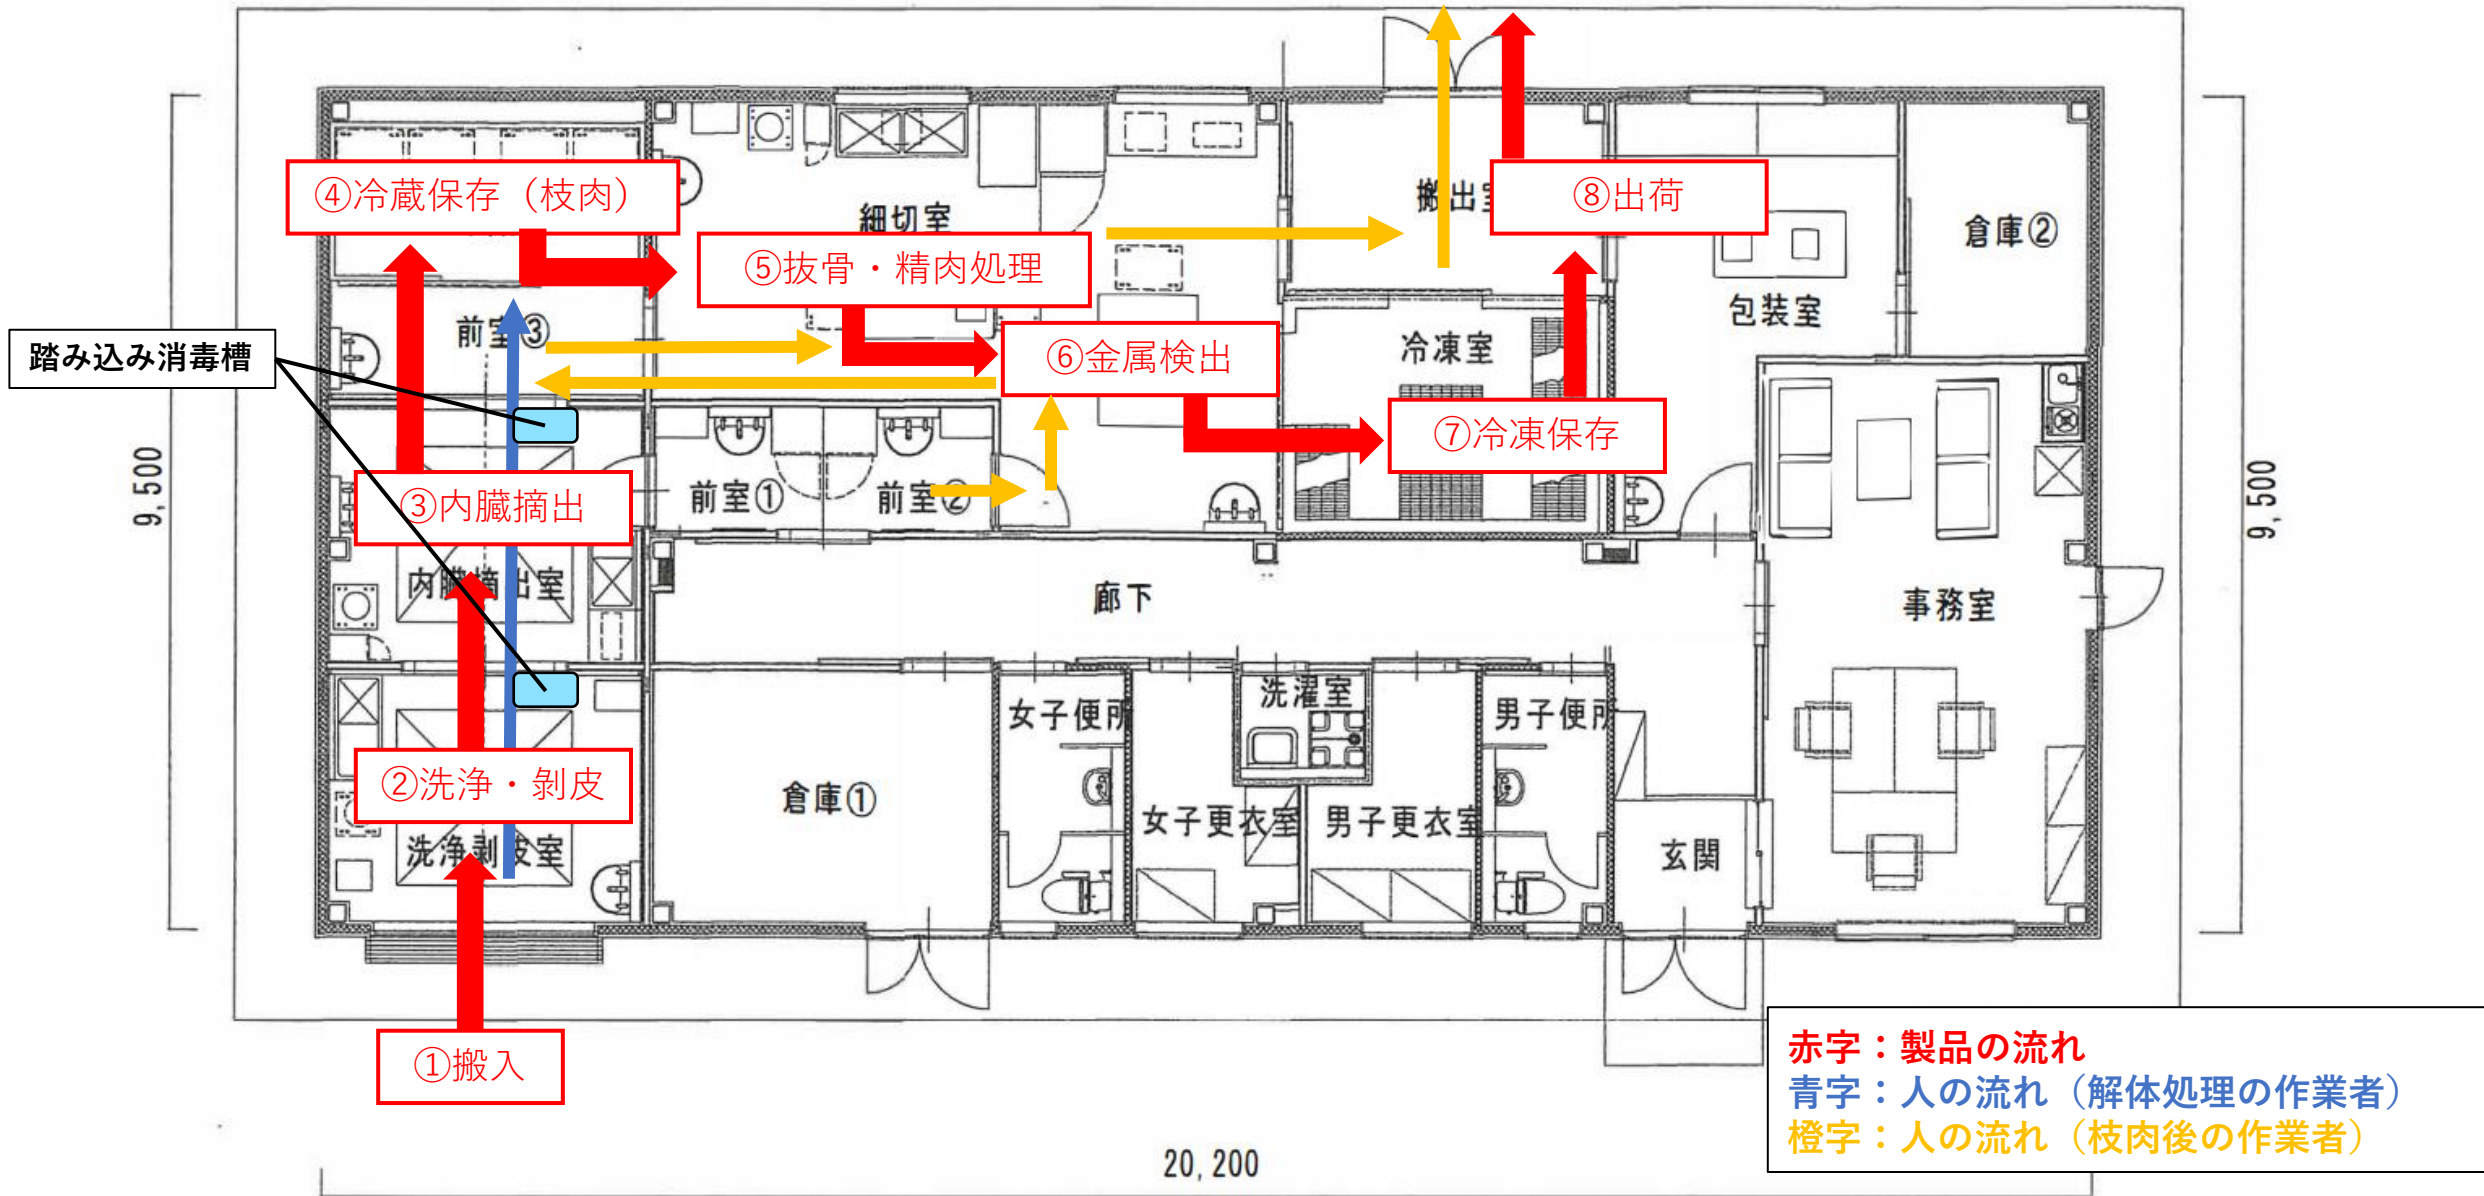 ④冷蔵保存（枝肉）
細切室
搬出室
⑧出荷
倉庫②
⑤抜骨・精肉処理
包装室
前室③
踏み込み消毒槽
⑥金属検出
冷凍室
⑦冷凍保存
9,500
前室①
前室②
③内臓摘出
9,500
内臓摘出室
廊下
事務室
女子便所
洗濯室
男子便所
②洗浄・剥皮
倉庫①
女子更衣室
男子更衣室
洗浄剥皮室
玄関
①搬入
赤字：製品の流れ
青字：人の流れ（解体処理の作業者）
橙字：人の流れ（枝肉後の作業者）
20,200